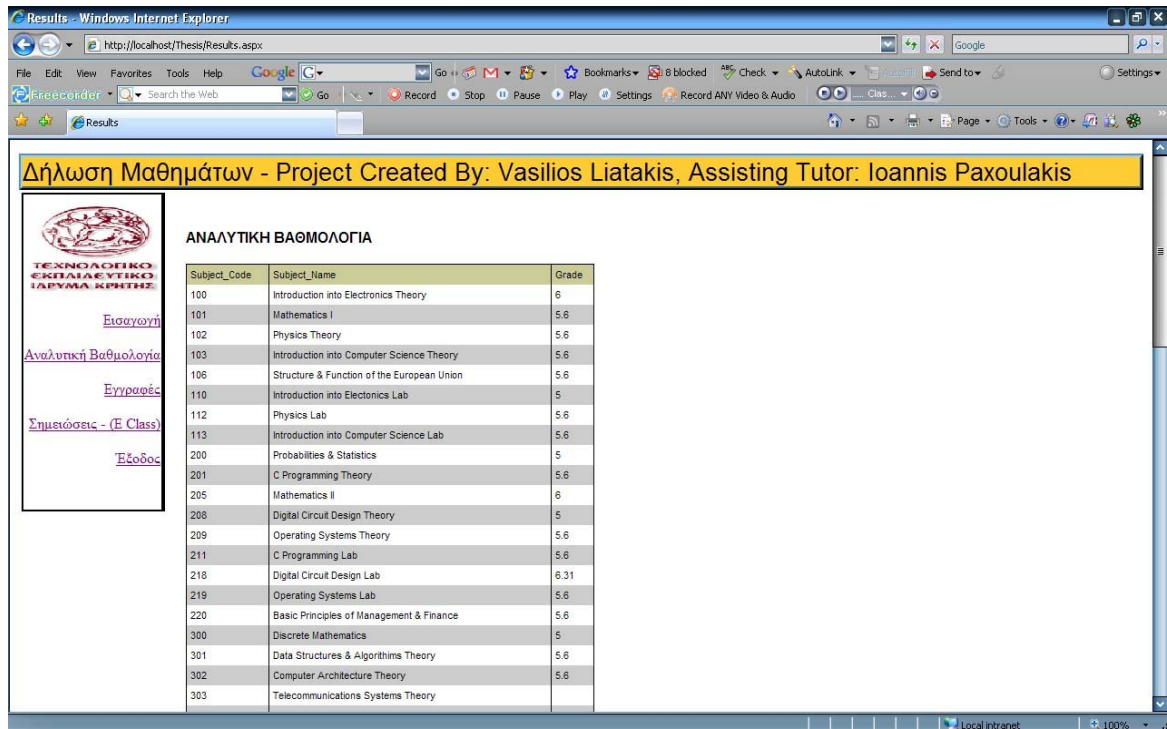 Results - Windows Internet Explorer
http://localhost/Thesis/Results.aspx
Google
File Edit View Favorites Tools Help Google G Go Bookmarks 8 blocked Check AutoLink Send to Settings
Freecorder Search the Web Go Record Stop Pause Play Settings Record ANY Video & Audio .... Clas...
Results Page Tools
Δήλωση Μαθημάτων - Project Created By: Vasilios Liatakis, Assisting Tutor: Ioannis Paxoulakis
ΤΕΧΝΟΛΟΓΙΚΟ
ΕΚΠΑΙΔΕΥΤΙΚΟ
ΙΔΡΥΜΑ ΚΡΗΤΗΣ
Εισαγωγή
Αναλυτική Βαθμολογία
Εγγραφές
Σημειώσεις - (E Class)
Έξοδος
ΑΝΑΛΥΤΙΚΗ ΒΑΘΜΟΛΟΓΙΑ
Subject_Code Subject_Name Grade
100 Introduction into Electronics Theory 6
101 Mathematics I 5.6
102 Physics Theory 5.6
103 Introduction into Computer Science Theory 5.6
106 Structure & Function of the European Union 5.6
110 Introduction into Electonics Lab 5
112 Physics Lab 5.6
113 Introduction into Computer Science Lab 5.6
200 Probabilities & Statistics 5
201 C Programming Theory 5.6
205 Mathematics II 6
208 Digital Circuit Design Theory 5
209 Operating Systems Theory 5.6
211 C Programming Lab 5.6
218 Digital Circuit Design Lab 6.31
219 Operating Systems Lab 5.6
220 Basic Principles of Management & Finance 5.6
300 Discrete Mathematics 5
301 Data Structures & Algorithims Theory 5.6
302 Computer Architecture Theory 5.6
303 Telecommunications Systems Theory
Local intranet 100%